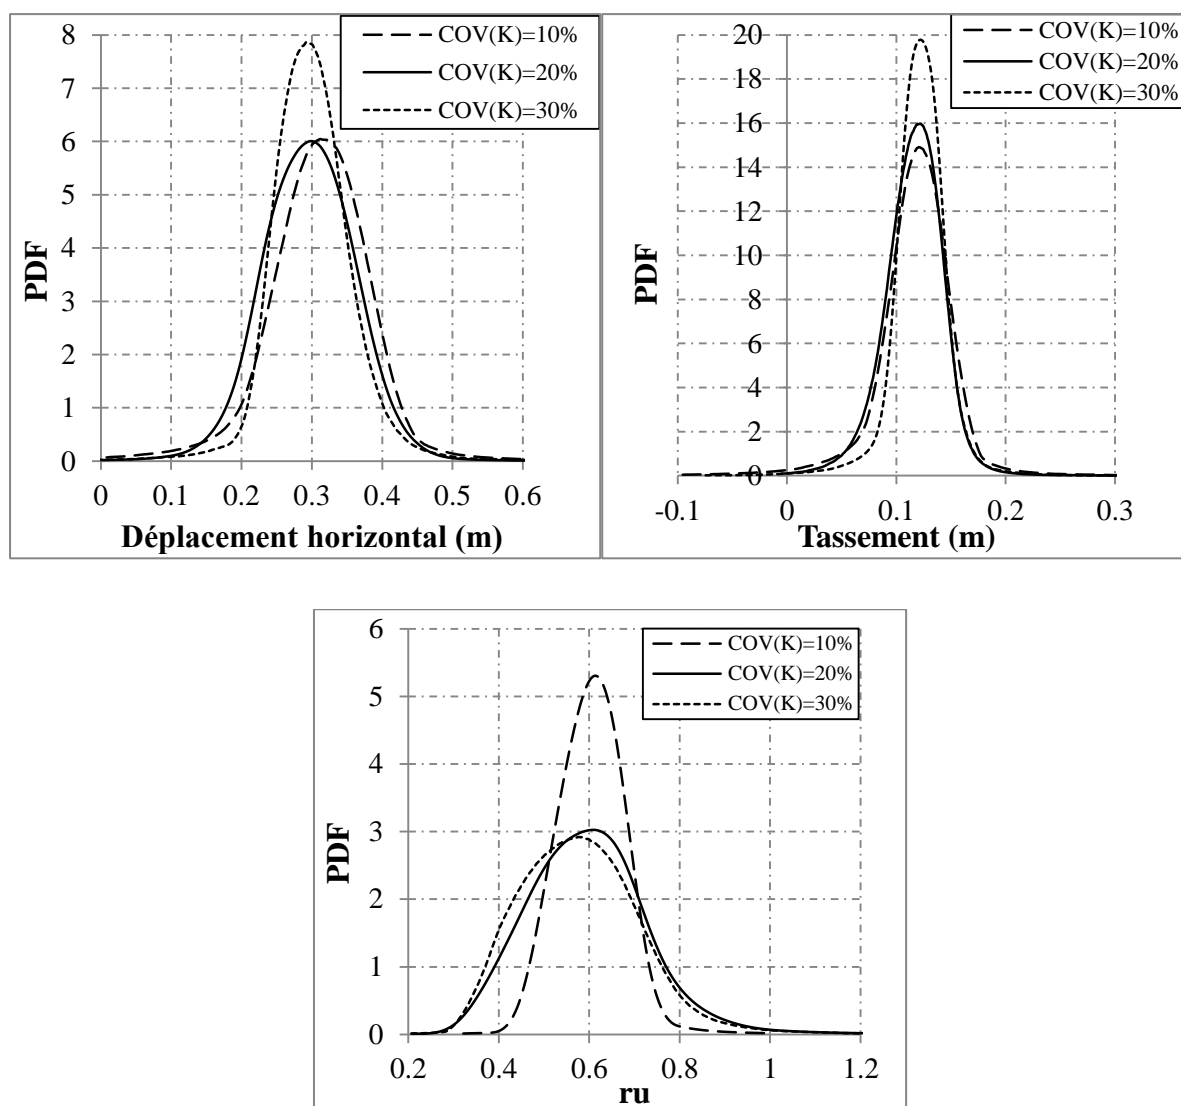 COV(K)=10%
COV(K)=20%
COV(K)=30%
8
7
6
5
4
3
2
1
0
PDF
0 0.1 0.2 0.3 0.4 0.5 0.6
Déplacement horizontal (m)
COV(K)=10%
COV(K)=20%
COV(K)=30%
20
18
16
14
12
10
8
6
4
2
0
PDF
-0.1 0 0.1 0.2 0.3
Tassement (m)
COV(K)=10%
COV(K)=20%
COV(K)=30%
6
5
4
3
2
1
0
PDF
0.2 0.4 0.6 0.8 1 1.2
ru